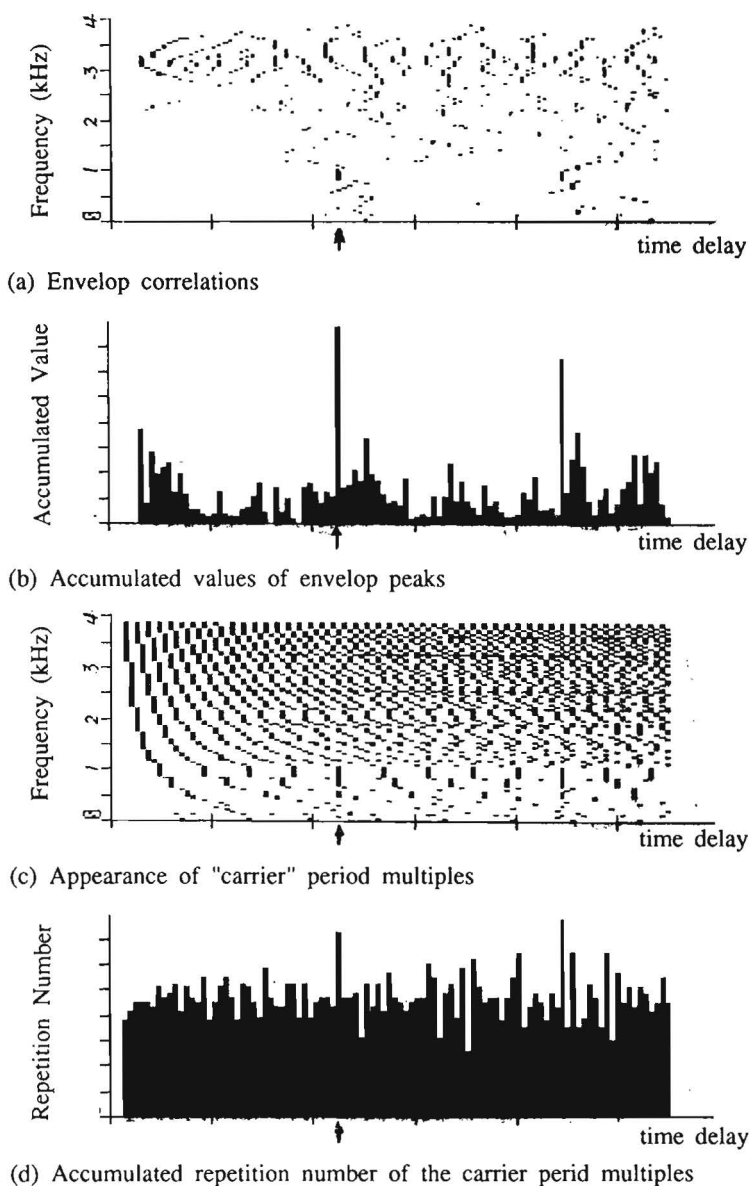 4
3
2
1
0
Frequency (kHz)
time delay
(a) Envelop correlations
Accumulated Value
time delay
(b) Accumulated values of envelop peaks
4
3
2
1
0
Frequency (kHz)
time delay
(c) Appearance of "carrier" period multiples
Repetition Number
time delay
(d) Accumulated repetition number of the carrier perid multiples